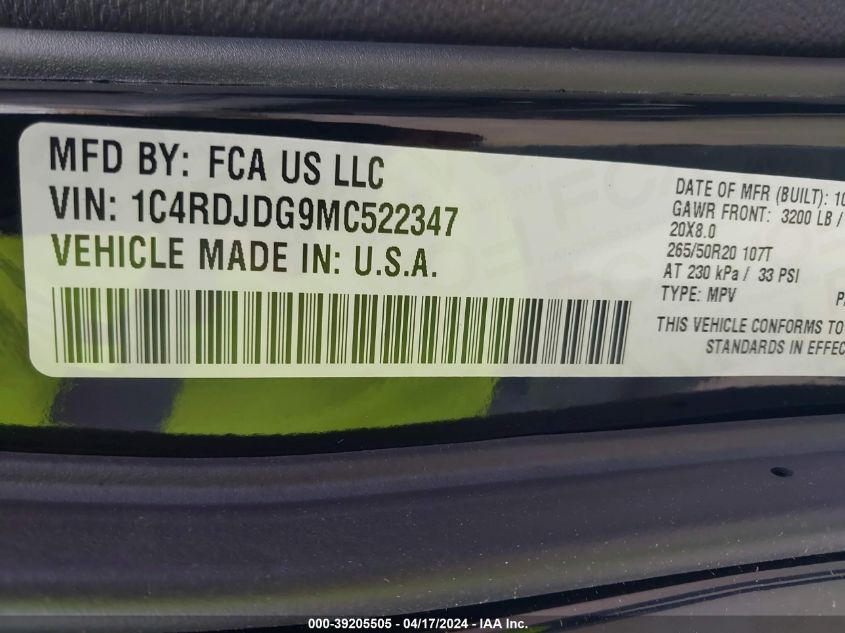 MFD BY: FCA US LLC
VIN: 1C4RDJDG9MC522347
VEHICLE MADE IN: U.S.A.
DATE OF MFR (BUILT): 10
GAWR FRONT: 3200 LB /
20X8.0
265/50R20 107T
AT 230 kPa / 33 PSI
TYPE: MPV
THIS VEHICLE CONFORMS TO
STANDARDS IN EFFEC
000-39205505 - 04/17/2024 - IAA Inc.